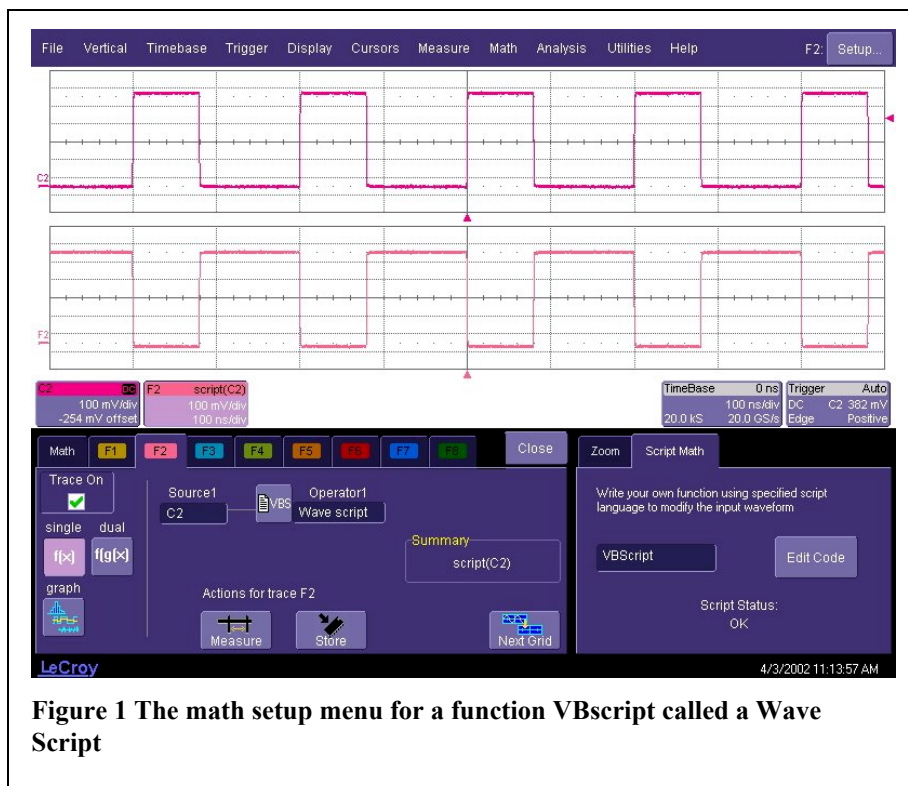 File Vertical Timebase Trigger Display Cursors Measure Math Analysis Utilities Help F2: Setup...
C2
F2
C2 DC
100 mV/div
-254 mV offset
F2 script(C2)
100 mV/div
100 ns/div
TimeBase 0 ns
100 ns/div
20.0 kS 20.0 GS/s
Trigger Auto
DC C2 382 mV
Edge Positive
Math F1 F2 F3 F4 F5 F6 F7 F8 Close
Zoom Script Math
Trace On
single dual
f(x) f(g(x))
graph
Source1
C2
VBS
Operator1
Wave script
Summary
script(C2)
Actions for trace F2
Measure Store Next Grid
Write your own function using specified script
language to modify the input waveform
VBScript Edit Code
Script Status:
OK
LeCroy 4/3/2002 11:13:57 AM
Figure 1 The math setup menu for a function VBscript called a Wave
Script